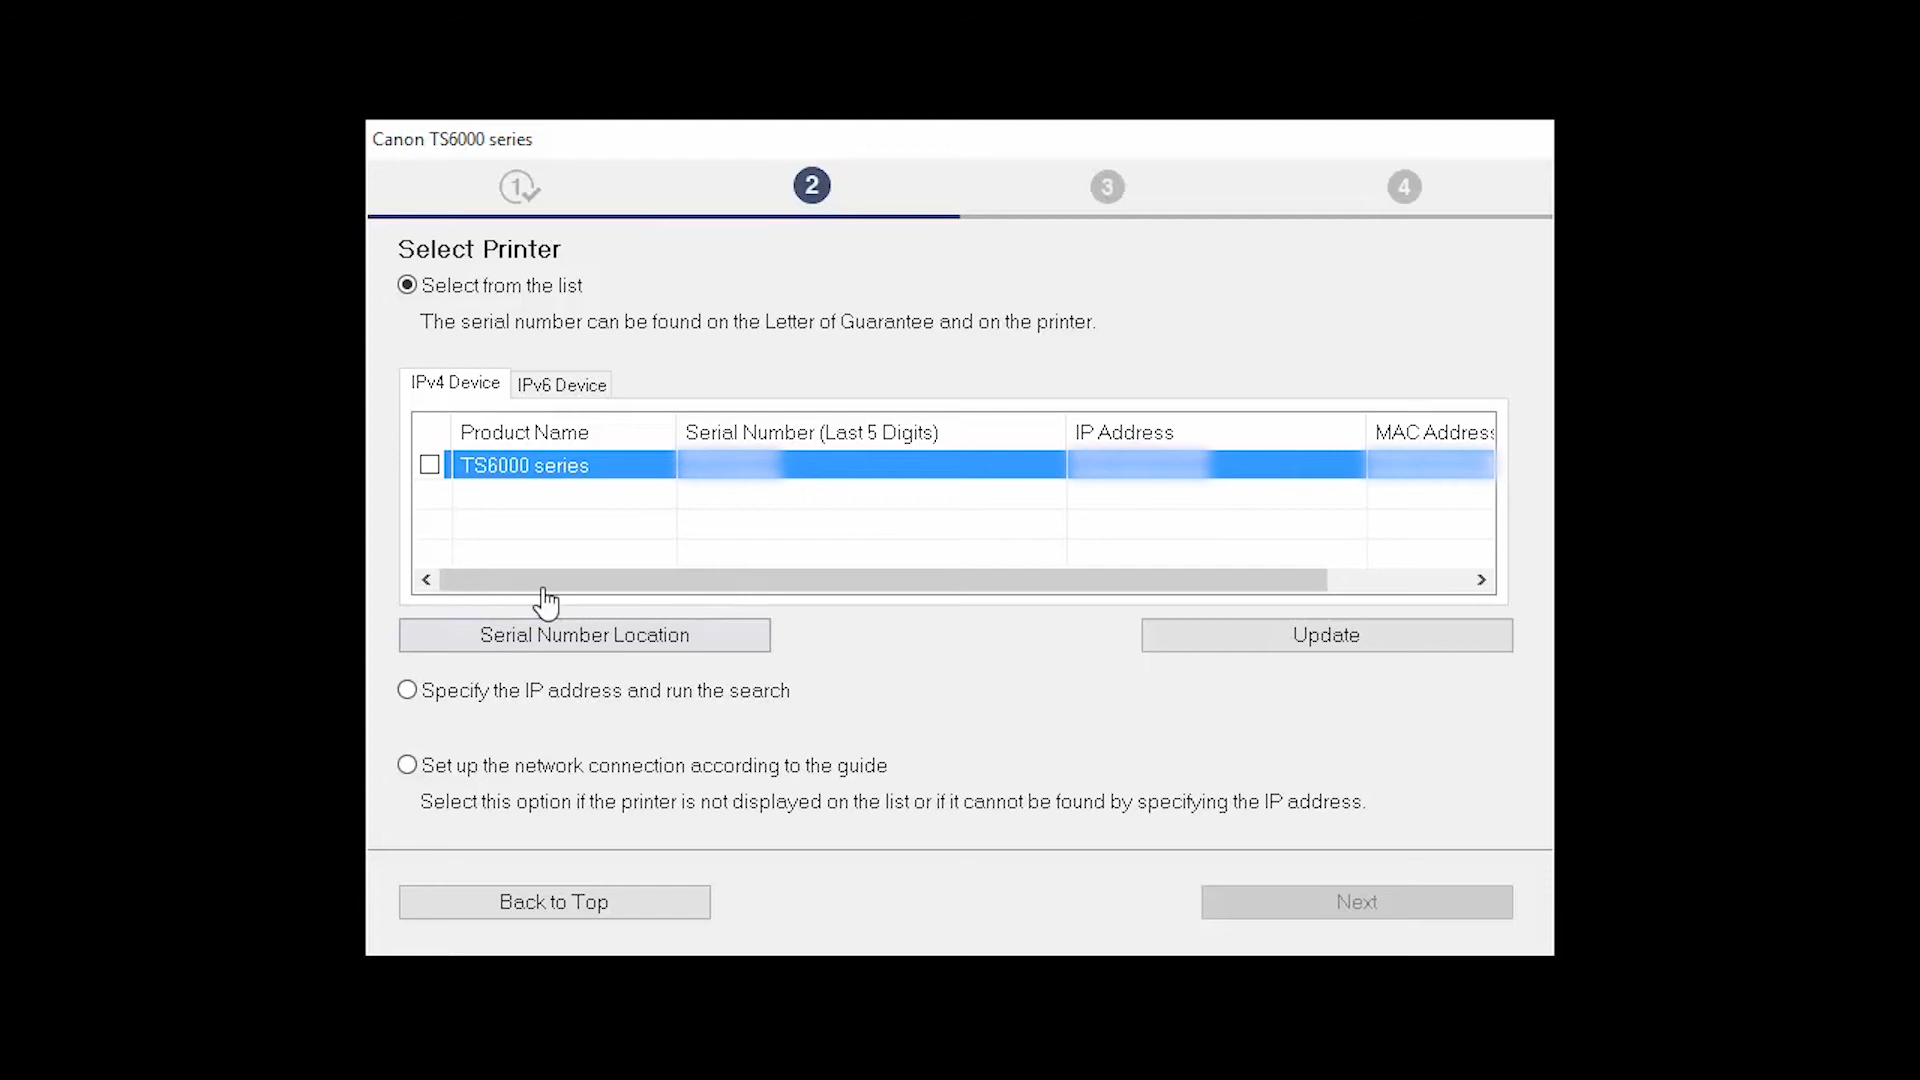 Canon TS6000 series
1 2 3 4
Select Printer
Select from the list
The serial number can be found on the Letter of Guarantee and on the printer.
IPv4 Device IPv6 Device
Product Name Serial Number (Last 5 Digits) IP Address MAC Address
TS6000 series
Serial Number Location Update
Specify the IP address and run the search
Set up the network connection according to the guide
Select this option if the printer is not displayed on the list or if it cannot be found by specifying the IP address.
Back to Top Next